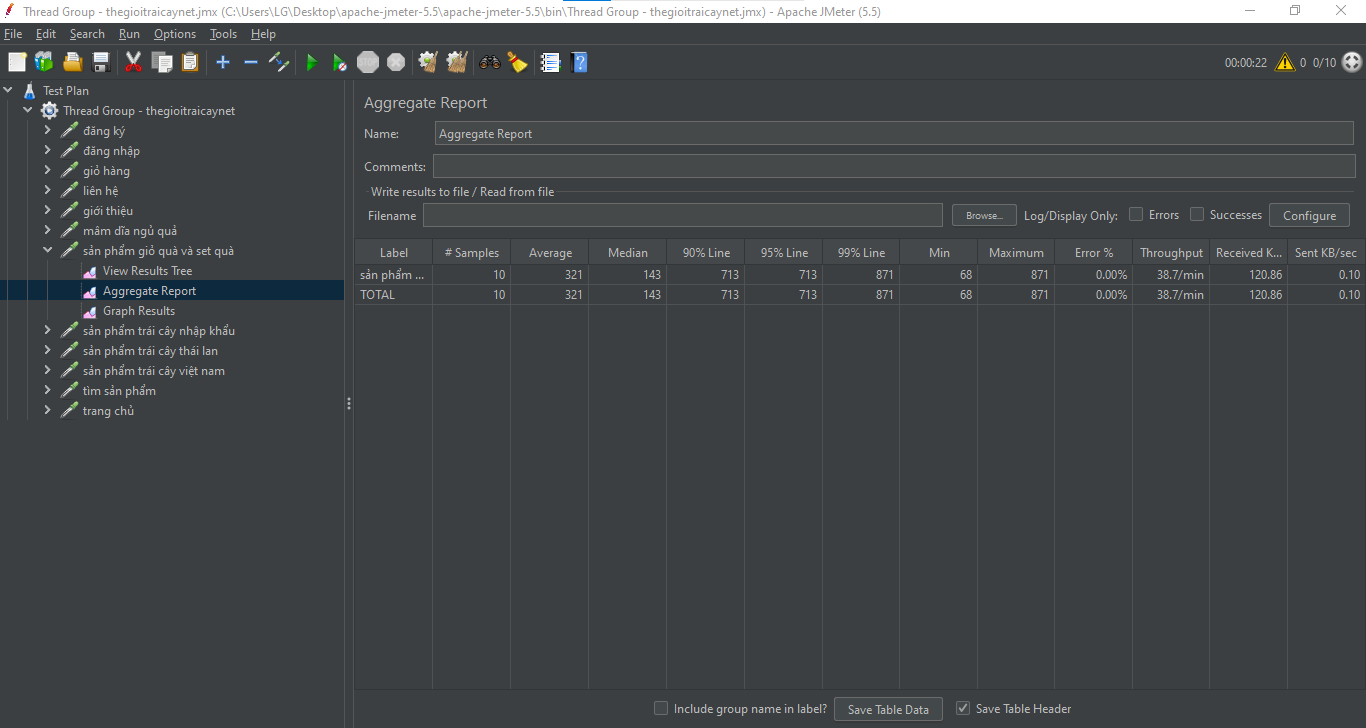 Thread Group - thegioitraicaynet.jmx (C:\Users\LG\Desktop\apache-jmeter-5.5\apache-jmeter-5.5\bin\Thread Group - thegioitraicaynet.jmx) - Apache JMeter (5.5)
File Edit Search Run Options Tools Help
STOP 00:00:22 0 0/10
Test Plan
Thread Group - thegioitraicaynet
đăng ký
đăng nhập
giỏ hàng
liên hệ
giới thiệu
mâm dĩa ngủ quả
sản phẩm giỏ quà và set quà
View Results Tree
Aggregate Report
Graph Results
sản phẩm trái cây nhập khẩu
sản phẩm trái cây thái lan
sản phẩm trái cây việt nam
tìm sản phẩm
trang chủ
Aggregate Report
Name: Aggregate Report
Comments:
Write results to file / Read from file
Filename Browse... Log/Display Only: Errors Successes Configure
Label # Samples Average Median 90% Line 95% Line 99% Line Min Maximum Error % Throughput Received K... Sent KB/sec
sản phẩm ... 10 321 143 713 713 871 68 871 0.00% 38.7/min 120.86 0.10
TOTAL 10 321 143 713 713 871 68 871 0.00% 38.7/min 120.86 0.10
Include group name in label? Save Table Data Save Table Header